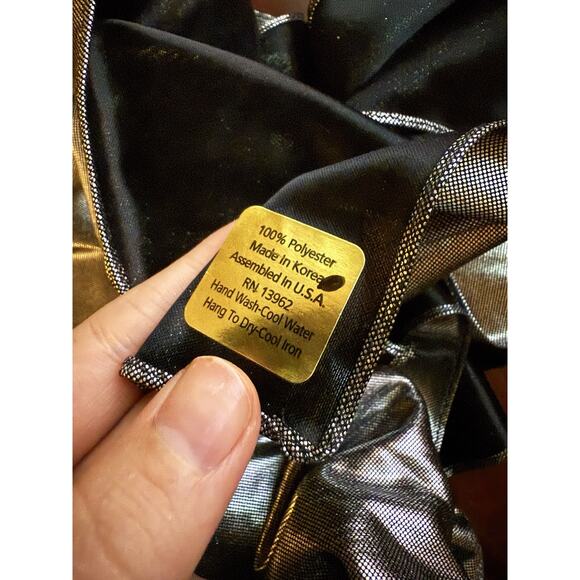 100% Polyester
Made in Korea
Assembled in U.S.A.
RN 13962
Hand Wash-Cool Water
Hang To Dry-Cool Iron